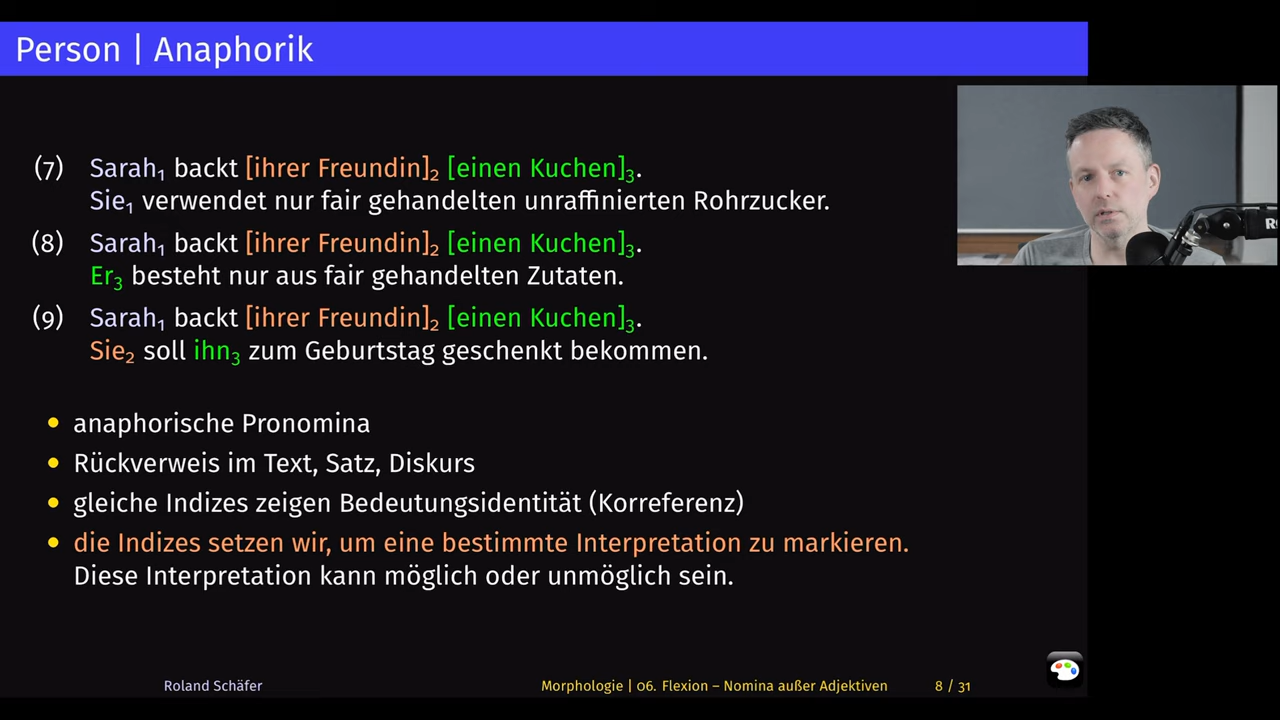 Person | Anaphorik
(7) Sarah₁ backt [ihrer Freundin]₂ [einen Kuchen]₃.
Sie₁ verwendet nur fair gehandelten unraffinierten Rohrzucker.
(8) Sarah₁ backt [ihrer Freundin]₂ [einen Kuchen]₃.
Er₃ besteht nur aus fair gehandelten Zutaten.
(9) Sarah₁ backt [ihrer Freundin]₂ [einen Kuchen]₃.
Sie₂ soll ihn₃ zum Geburtstag geschenkt bekommen.
• anaphorische Pronomina
• Rückverweis im Text, Satz, Diskurs
• gleiche Indizes zeigen Bedeutungsidentität (Korreferenz)
• die Indizes setzen wir, um eine bestimmte Interpretation zu markieren.
Diese Interpretation kann möglich oder unmöglich sein.
Roland Schäfer Morphologie | 06. Flexion – Nomina außer Adjektiven 8 / 31